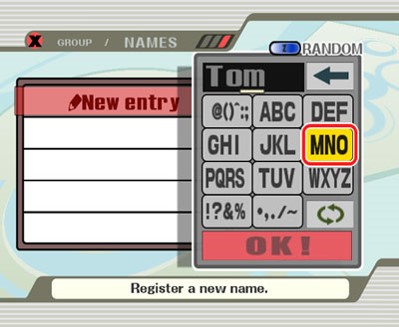 X GROUP / NAMES
Z RANDOM
Tom
New entry
@()^:; ABC DEF
GHI JKL MNO
PQRS TUV WXYZ
!?&% •,./~
OK!
Register a new name.